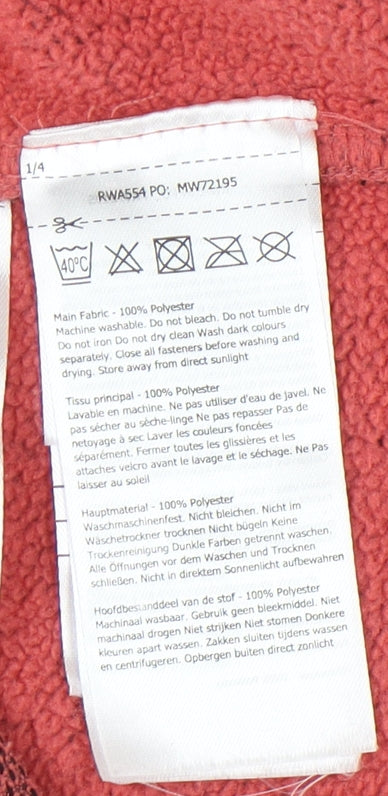 1/4
RWA554 PO: MW72195
40°C
Main Fabric - 100% Polyester
Machine washable. Do not bleach. Do not tumble dry
Do not iron Do not dry clean Wash dark colours
separately. Close all fasteners before washing and
drying. Store away from direct sunlight
Tissu principal - 100% Polyester
Lavable en machine. Ne pas utiliser d'eau de javel. Ne
pas sécher au sèche-linge Ne pas repasser Pas de
netoyage à sec Laver les couleurs foncées
séparément. Fermer toutes les glissières et les
attaches velcro avant le lavage et le séchage. Ne Pas
laisser au soleil
Hauptmaterial - 100% Polyester
Waschmaschinenfest. Nicht bleichen. Nicht im
Wäschetrockner trocknen Nicht bügeln Keine
Trockenreinigung Dunkle Farben getrennt waschen.
Alle Öffnungen vor dem Waschen und Trocknen
schließen. Nicht in direktem Sonnenlicht aufbewahren
Hoofdbestanddeel van de stof - 100% Polyester
Machinaal wasbaar. Gebruik geen bleekmiddel. Niet
machinaal drogen Niet strijken Niet stomen Donkere
kleuren apart wassen. Zakken sluiten tijdens wassen
en centrifugeren. Opbergen buiten direct zonlicht